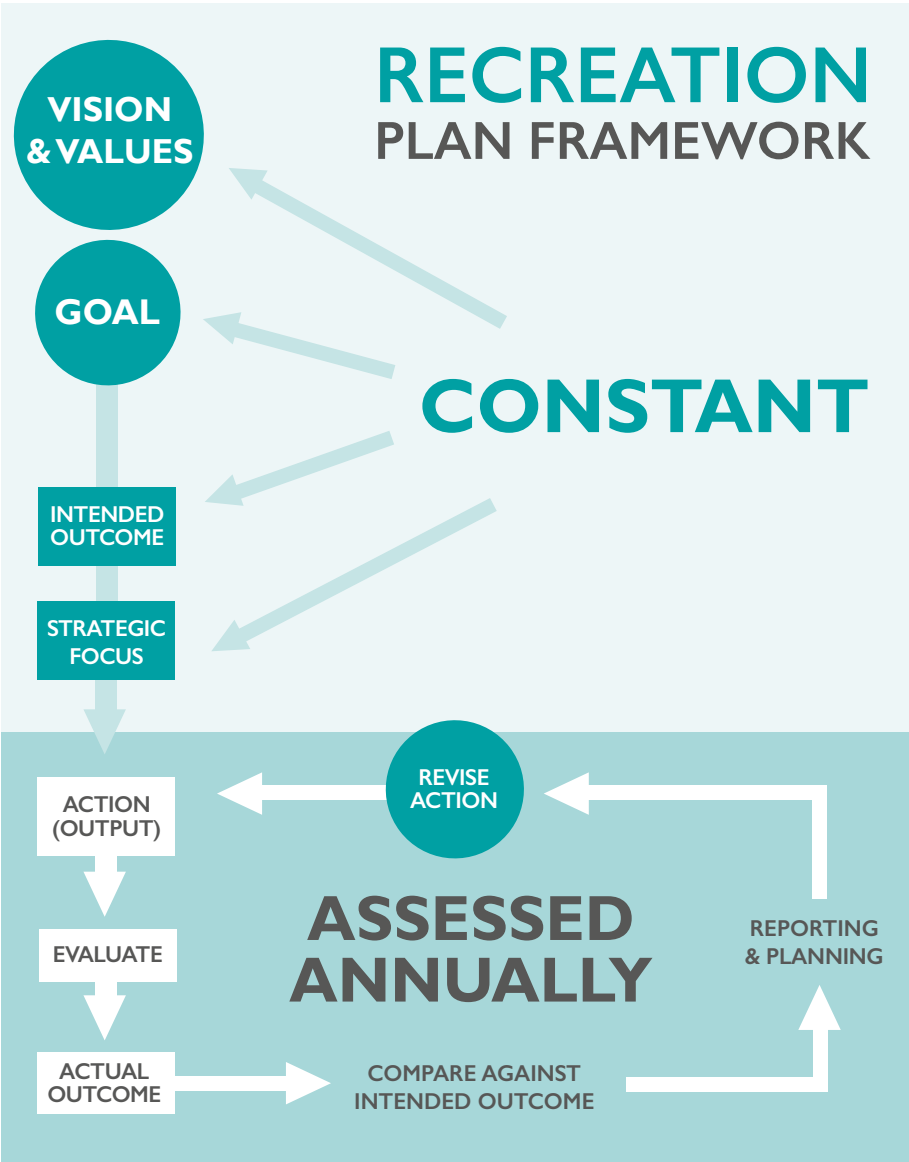 RECREATION
PLAN FRAMEWORK
VISION
& VALUES
GOAL
CONSTANT
INTENDED
OUTCOME
STRATEGIC
FOCUS
REVISE
ACTION
ACTION
(OUTPUT)
ASSESSED
ANNUALLY
EVALUATE
REPORTING
& PLANNING
ACTUAL
OUTCOME
COMPARE AGAINST
INTENDED OUTCOME